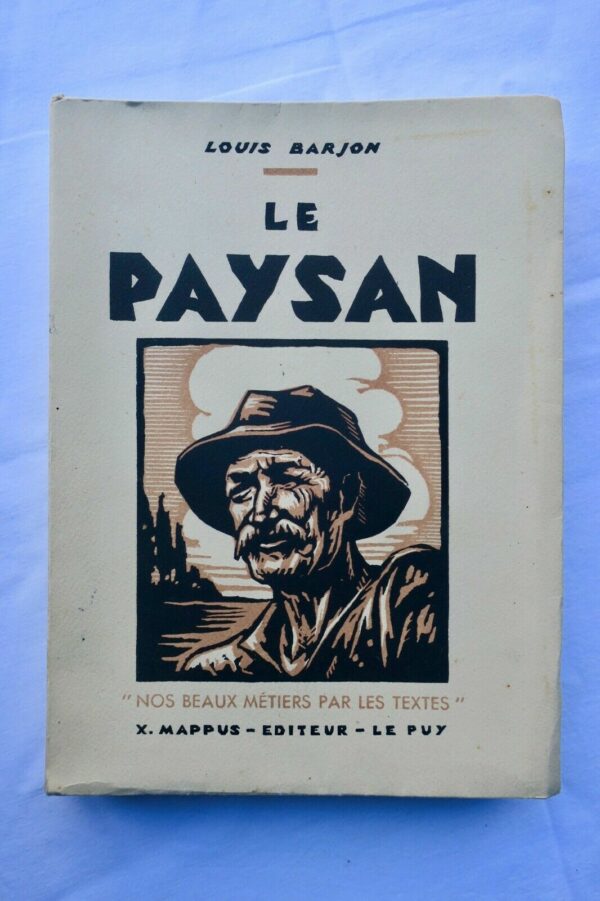 LOUIS BARJON
LE
PAYSAN
"NOS BEAUX MÉTIERS PAR LES TEXTES"
X. MAPPUS - EDITEUR - LE PUY